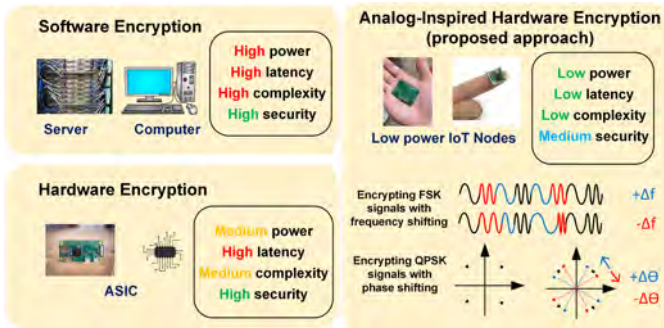 Software Encryption
Server
Computer
High power
High latency
High complexity
High security
Hardware Encryption
ASIC
Medium power
High latency
Medium complexity
High security
Analog-Inspired Hardware Encryption
(proposed approach)
Low power IoT Nodes
Low power
Low latency
Low complexity
Medium security
Encrypting FSK
signals with
frequency shifting
+Δf
-Δf
Encrypting QPSK
signals with
phase shifting
+ΔΘ
-ΔΘ